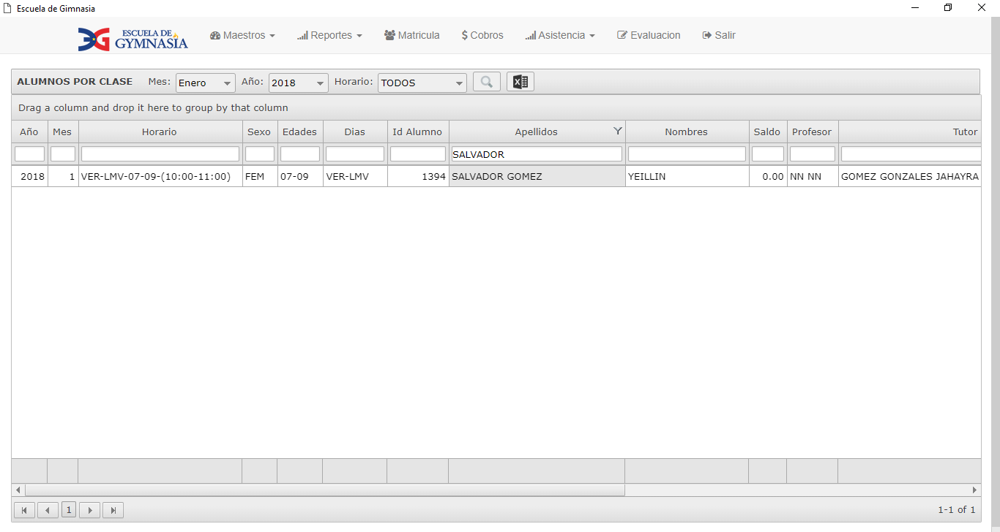 Escuela de Gimnasia
ESCUELA DE GYMNASIA Maestros Reportes Matricula $ Cobros Asistencia Evaluacion Salir
ALUMNOS POR CLASE Mes: Enero Año: 2018 Horario: TODOS
Drag a column and drop it here to group by that column
Año Mes Horario Sexo Edades Dias Id Alumno Apellidos Nombres Saldo Profesor Tutor
SALVADOR
2018 1 VER-LMV-07-09-(10:00-11:00) FEM 07-09 VER-LMV 1394 SALVADOR GOMEZ YEILLIN 0.00 NN NN GOMEZ GONZALES JAHAYRA
1 1-1 of 1